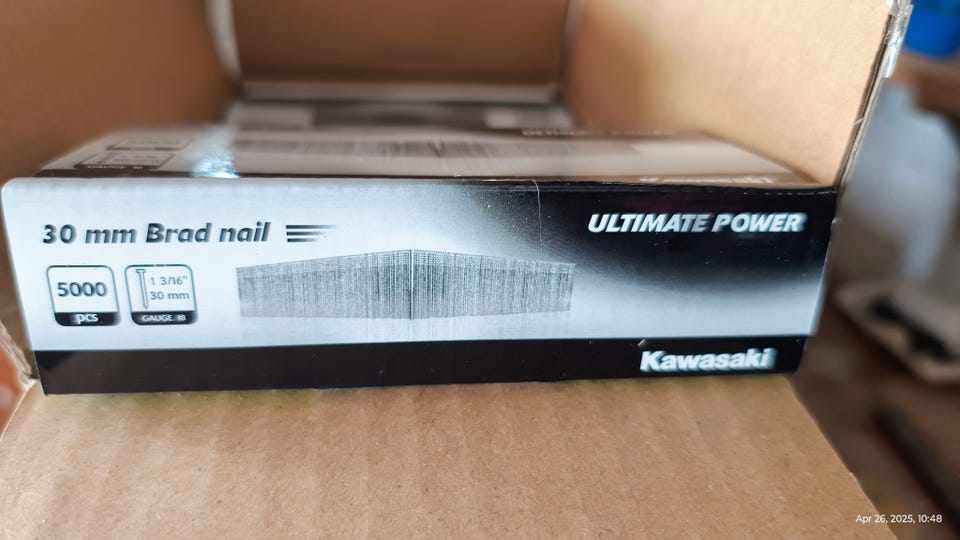 30 mm Brad nail
ULTIMATE POWER
5000
pcs
1 3/16"
30 mm
GAUGE. 18
Kawasaki
Kawasaki
Apr 26, 2025, 10:48